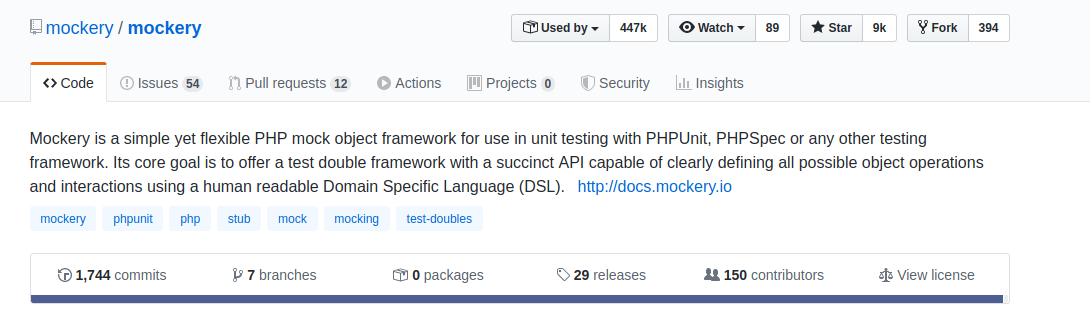 mockery / mockery Used by 447k Watch 89 Star 9k Fork 394
Code Issues 54 Pull requests 12 Actions Projects 0 Security Insights
Mockery is a simple yet flexible PHP mock object framework for use in unit testing with PHPUnit, PHPSpec or any other testing
framework. Its core goal is to offer a test double framework with a succinct API capable of clearly defining all possible object operations
and interactions using a human readable Domain Specific Language (DSL). http://docs.mockery.io
mockery phpunit php stub mock mocking test-doubles
1,744 commits 7 branches 0 packages 29 releases 150 contributors View license